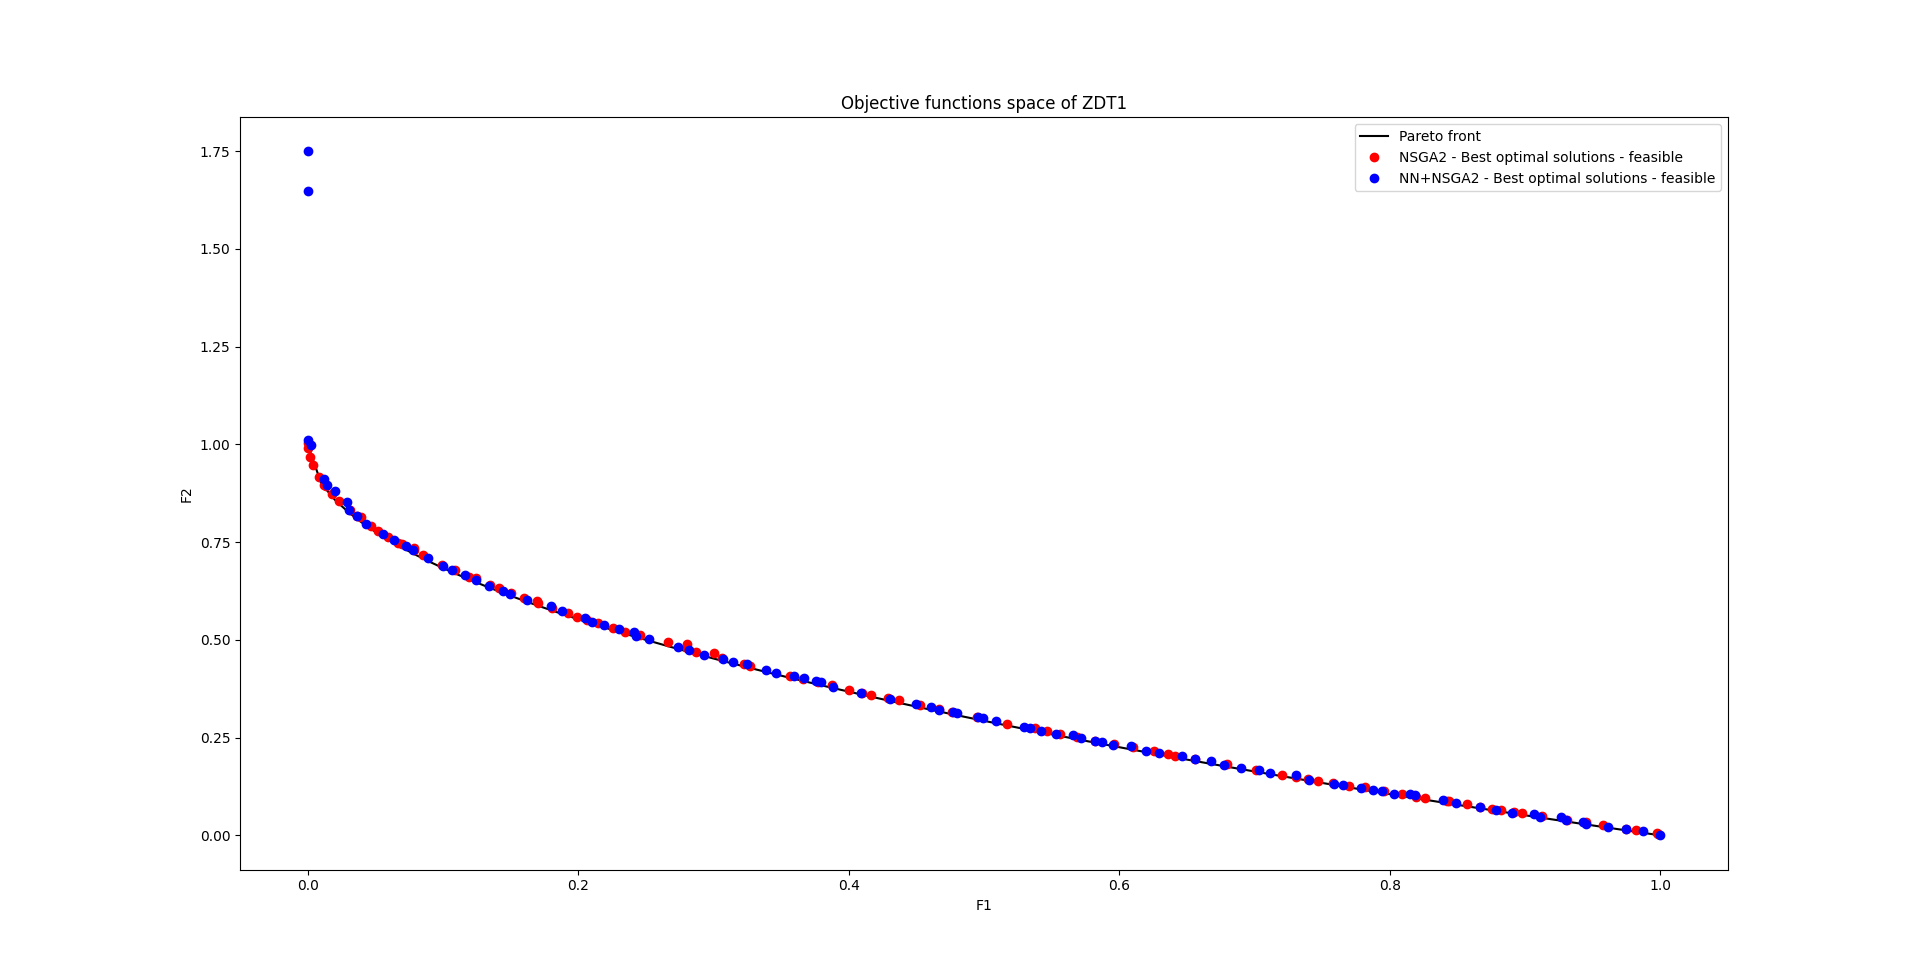 Objective functions space of ZDT1
Pareto front
NSGA2 - Best optimal solutions - feasible
NN+NSGA2 - Best optimal solutions - feasible
1.75
1.50
1.25
1.00
0.75
0.50
0.25
0.00
F2
0.0 0.2 0.4 0.6 0.8 1.0
F1